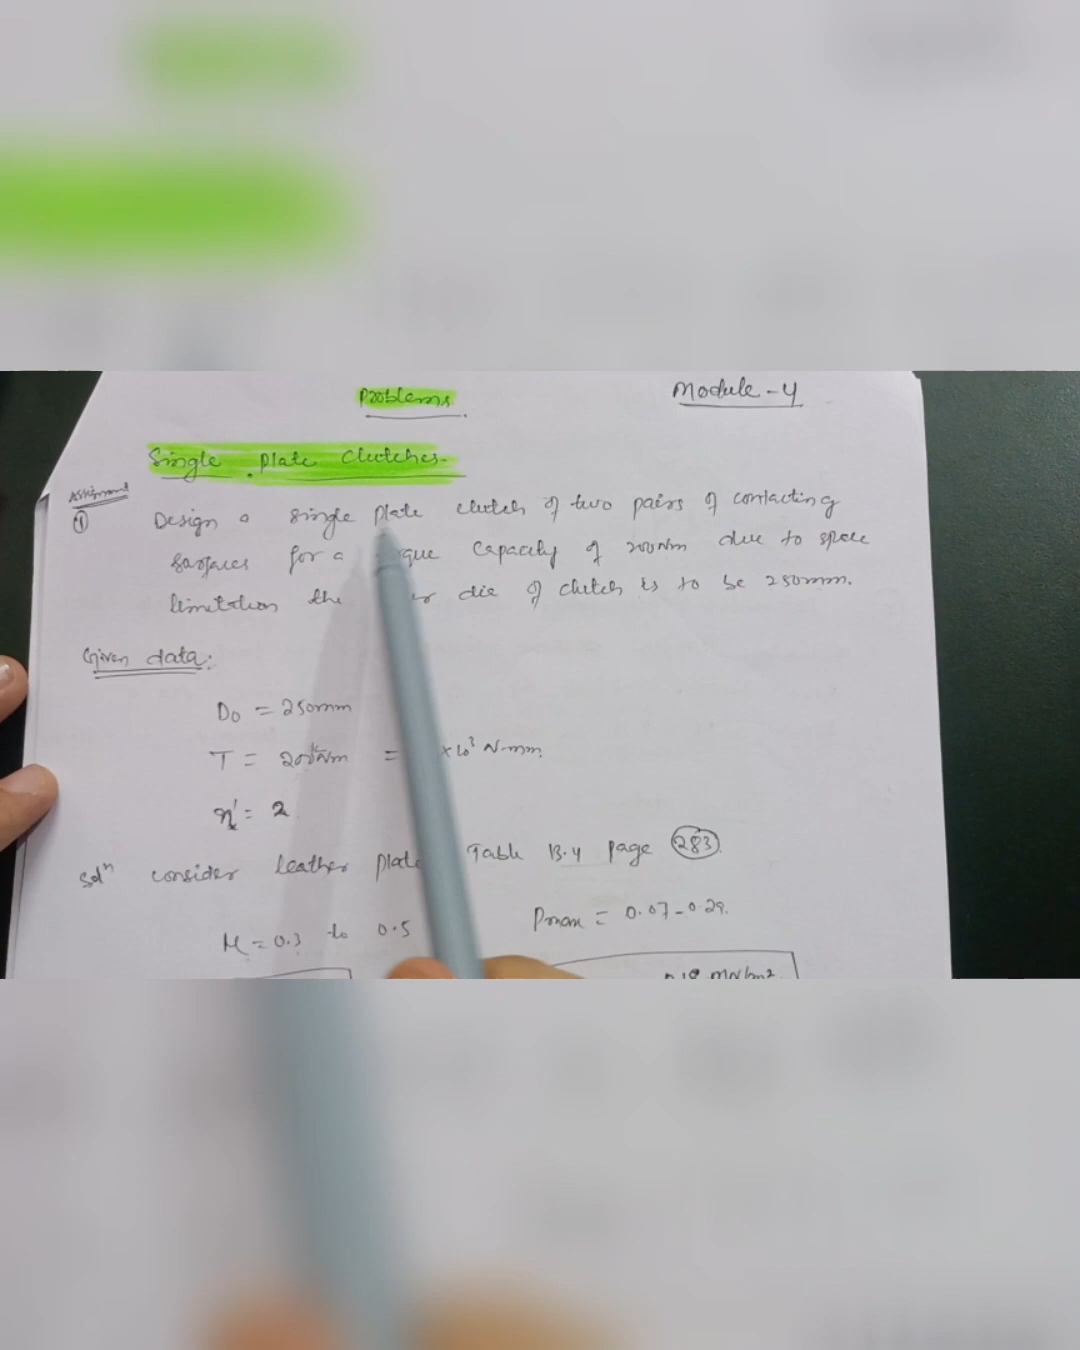 Problems.
Module-4
Single Plate Clutches.
Assignment
1 Design a single plate clutch of two pairs of contacting
surfaces for a capacity of 200Nm due to space
limitation the dia of clutch is to be 250mm.
Given data:
D0 = 250mm
T = 200Nm = ×10³ N-mm.
= 2
Solⁿ consider leather plate Table 13.4 page 283.
μ = 0.3 to 0.5 Pmax = 0.07-0.29.